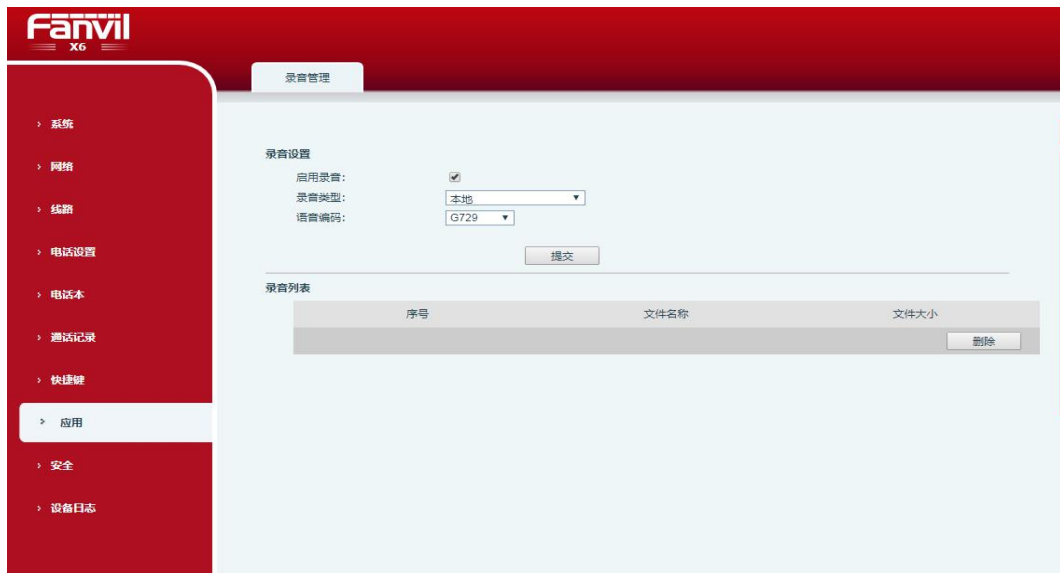 Fanvil
X6
录音管理
系统
网络
线路
电话设置
电话本
通话记录
快捷键
应用
安全
设备日志
录音设置
启用录音:
录音类型: 本地
语音编码: G729
提交
录音列表
序号 文件名称 文件大小
删除